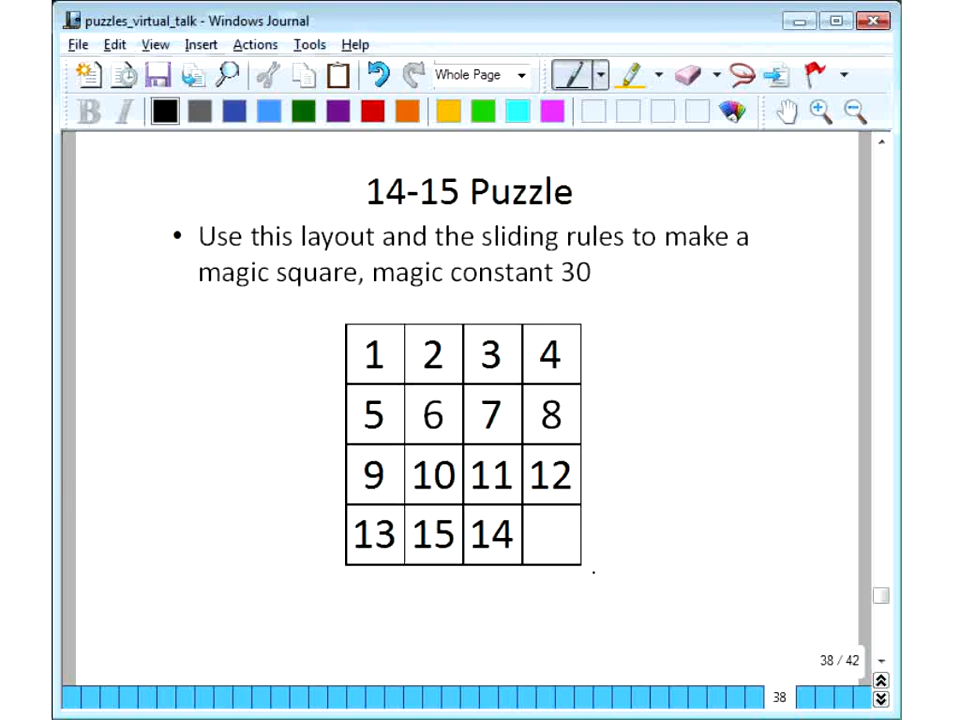 puzzles_virtual_talk - Windows Journal
File Edit View Insert Actions Tools Help
Whole Page
B I
14-15 Puzzle
• Use this layout and the sliding rules to make a
magic square, magic constant 30
1 2 3 4
5 6 7 8
9 10 11 12
13 15 14
.
38 / 42
38